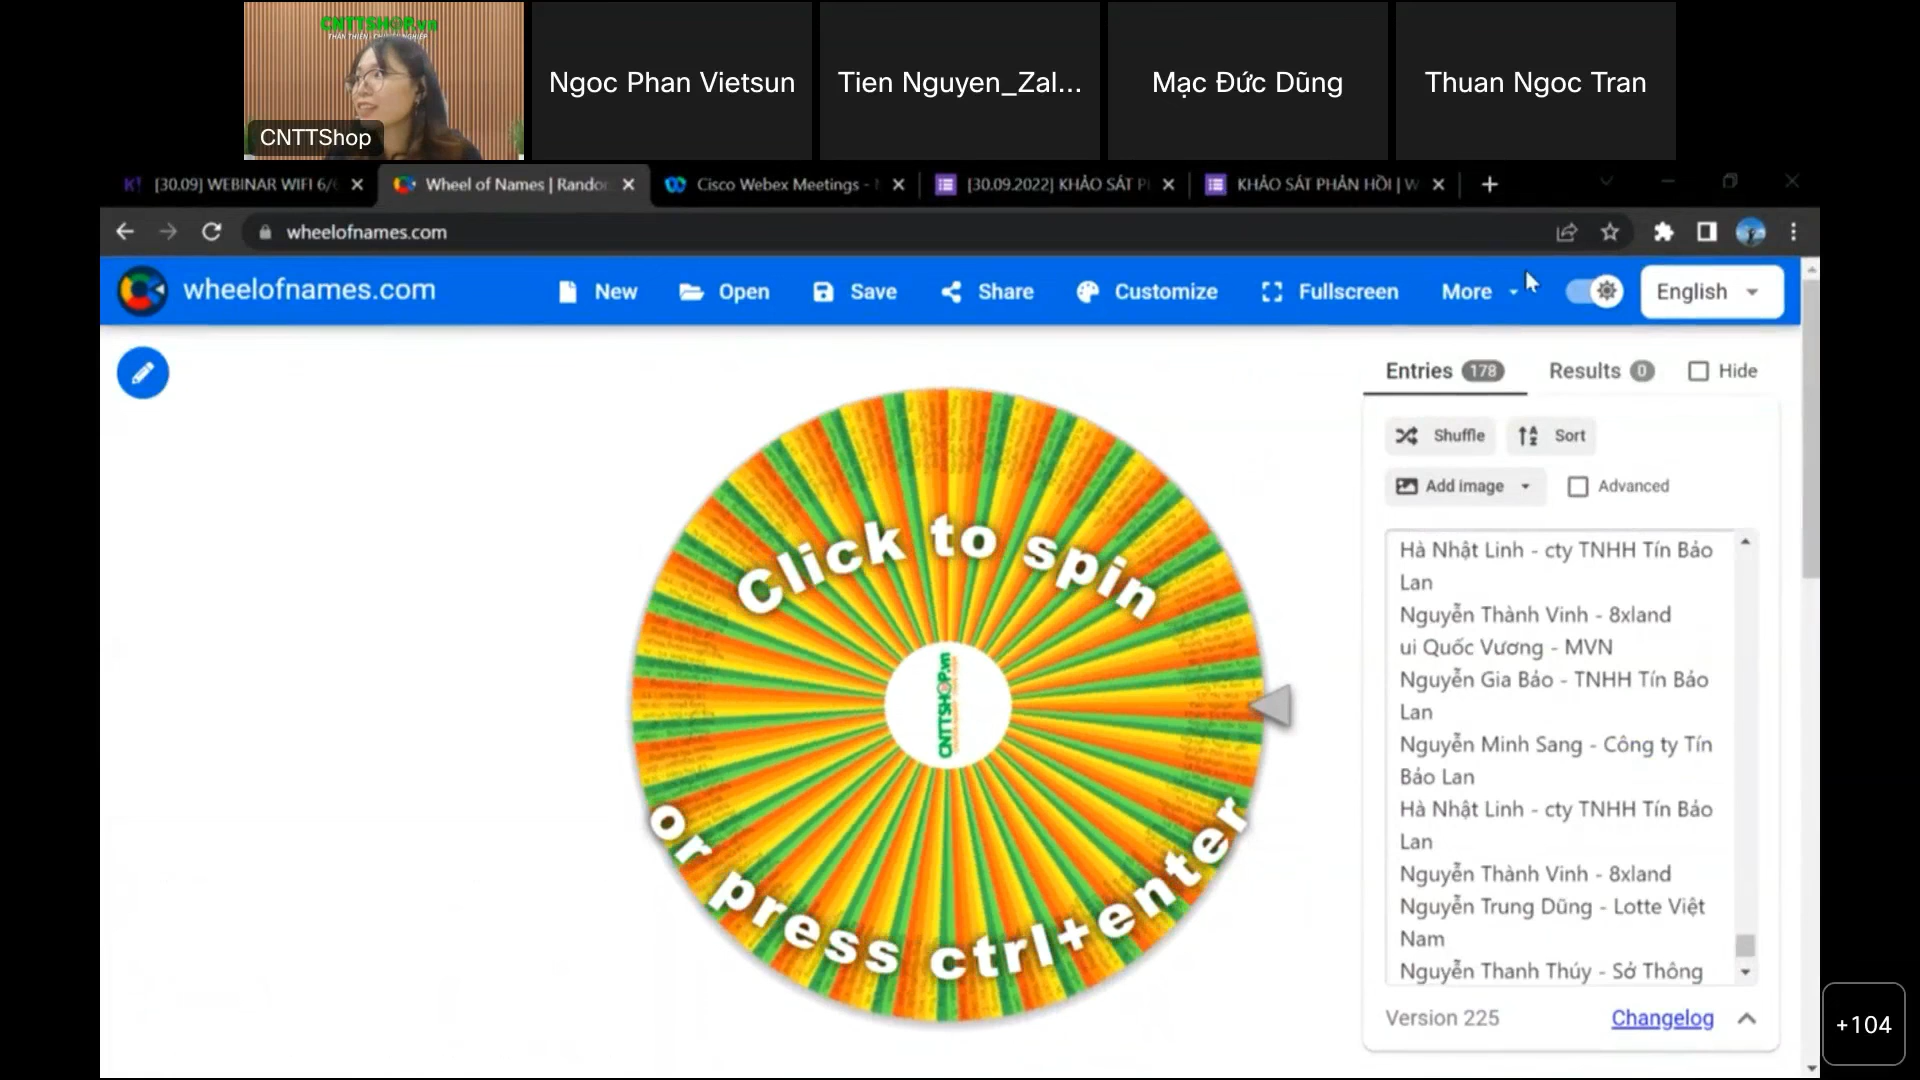 CNTTSHOP.vn
CNTTShop
Ngoc Phan Vietsun
Tien Nguyen_Zal...
Mạc Đức Dũng
Thuan Ngoc Tran
K! [30.09] WEBINAR WIFI 6/6
Wheel of Names | Rando
Cisco Webex Meetings -
[30.09.2022] KHẢO SÁT P
KHẢO SÁT PHẢN HỒI | W
wheelofnames.com
wheelofnames.com
New
Open
Save
Share
Customize
Fullscreen
More
English
Entries 178
Results 0
Hide
Shuffle
Sort
Add image
Advanced
Click to spin
or press ctrl+enter
CNTTSHOP.vn
Hà Nhật Linh - cty TNHH Tín Bảo
Lan
Nguyễn Thành Vinh - 8xland
ui Quốc Vương - MVN
Nguyễn Gia Bảo - TNHH Tín Bảo
Lan
Nguyễn Minh Sang - Công ty Tín
Bảo Lan
Hà Nhật Linh - cty TNHH Tín Bảo
Lan
Nguyễn Thành Vinh - 8xland
Nguyễn Trung Dũng - Lotte Việt
Nam
Nguyễn Thanh Thúy - Sở Thông
Version 225
Changelog
+104